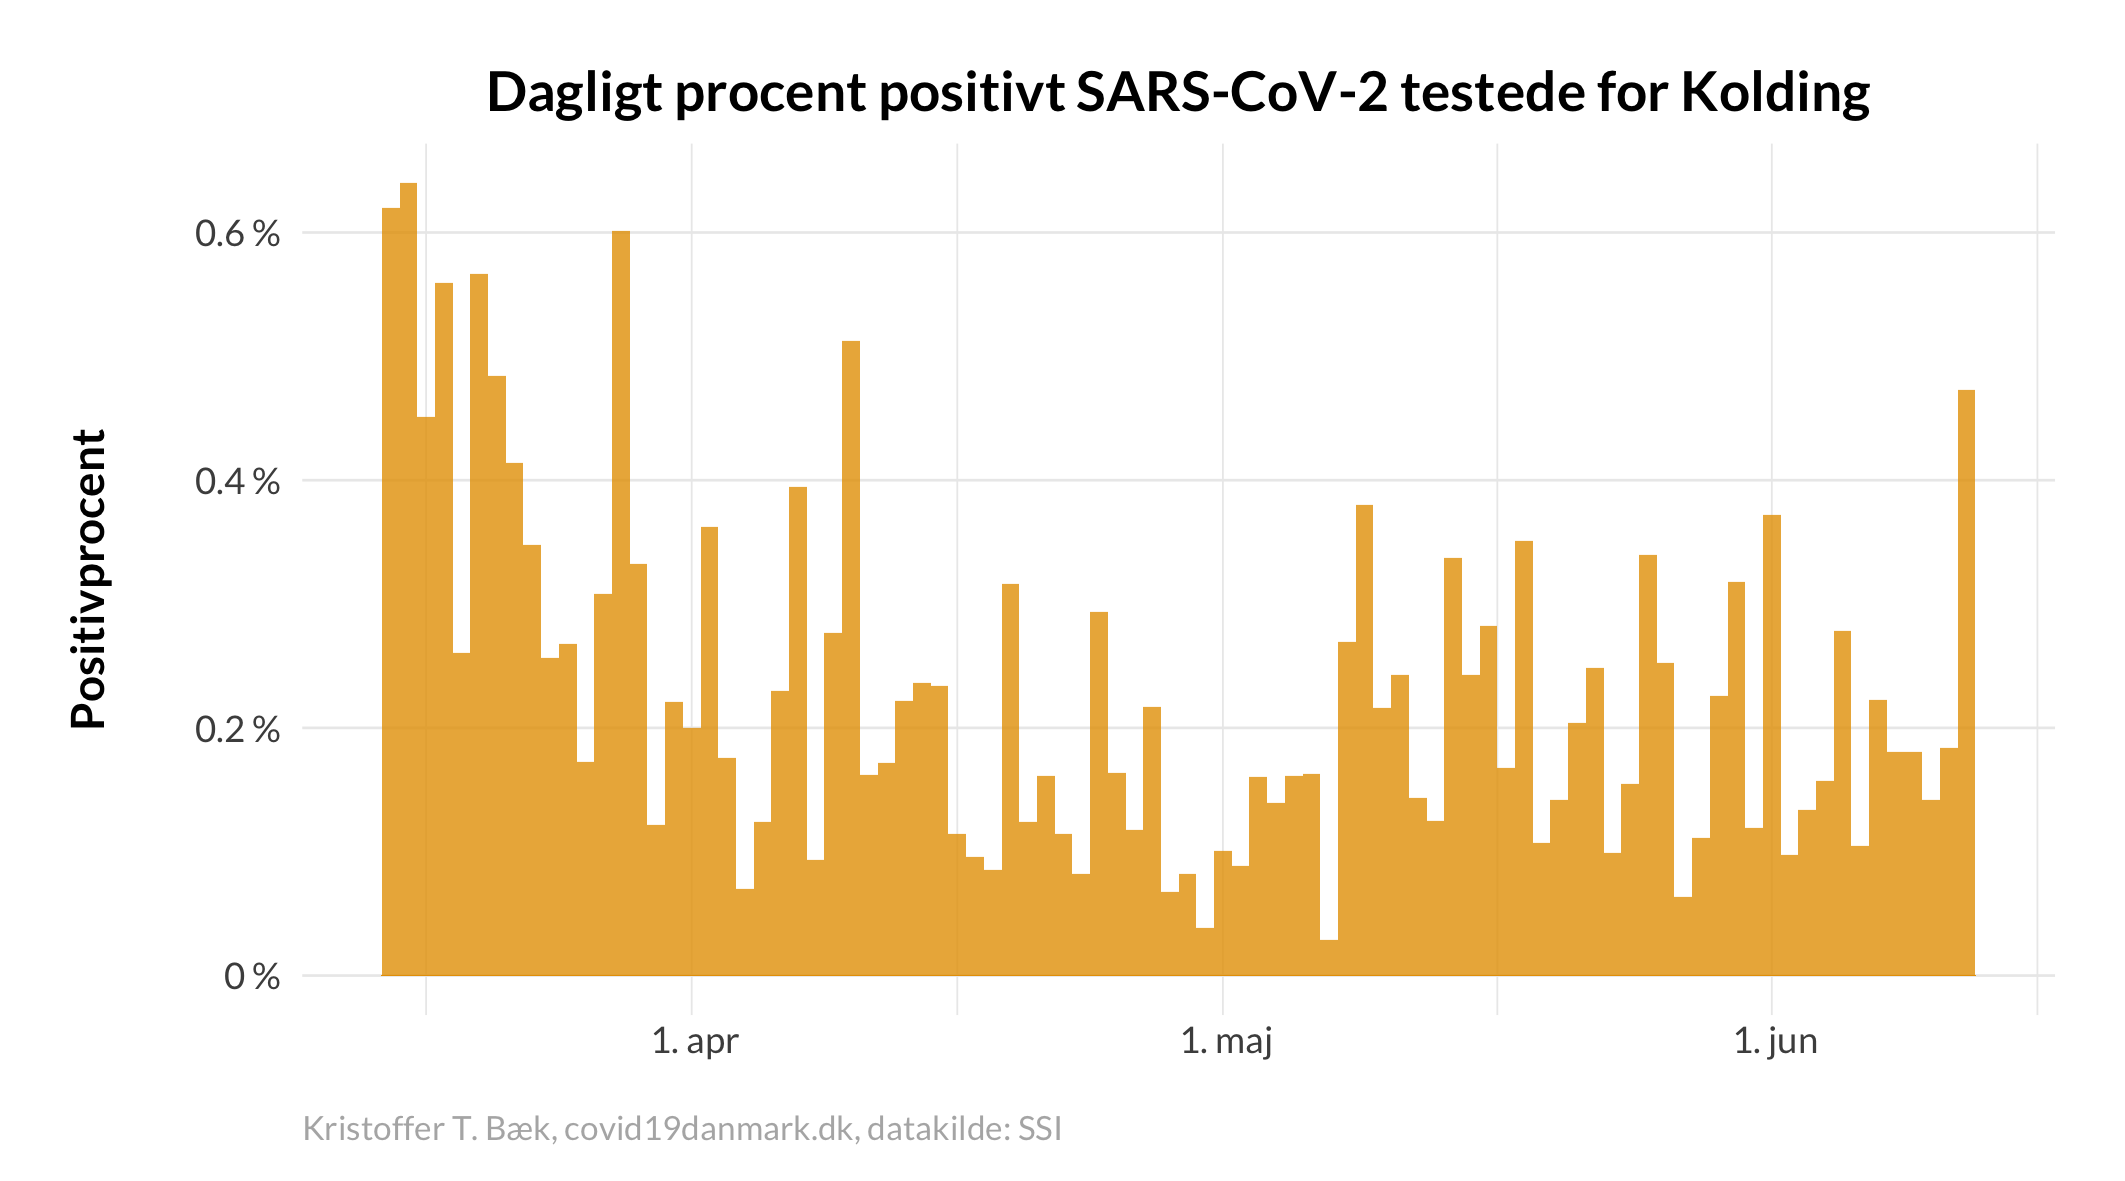 Dagligt procent positivt SARS-CoV-2 testede for Kolding
Positivprocent
0.6 %
0.4 %
0.2 %
0 %
1. apr
1. maj
1. jun
Kristoffer T. Bæk, covid19danmark.dk, datakilde: SSI